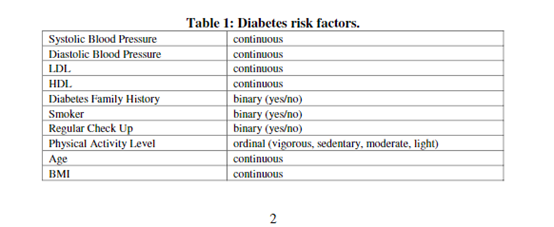 Table 1: Diabetes risk factors.
Systolic Blood Pressure continuous
Diastolic Blood Pressure continuous
LDL continuous
HDL continuous
Diabetes Family History binary (yes/no)
Smoker binary (yes/no)
Regular Check Up binary (yes/no)
Physical Activity Level ordinal (vigorous, sedentary, moderate, light)
Age continuous
BMI continuous
2